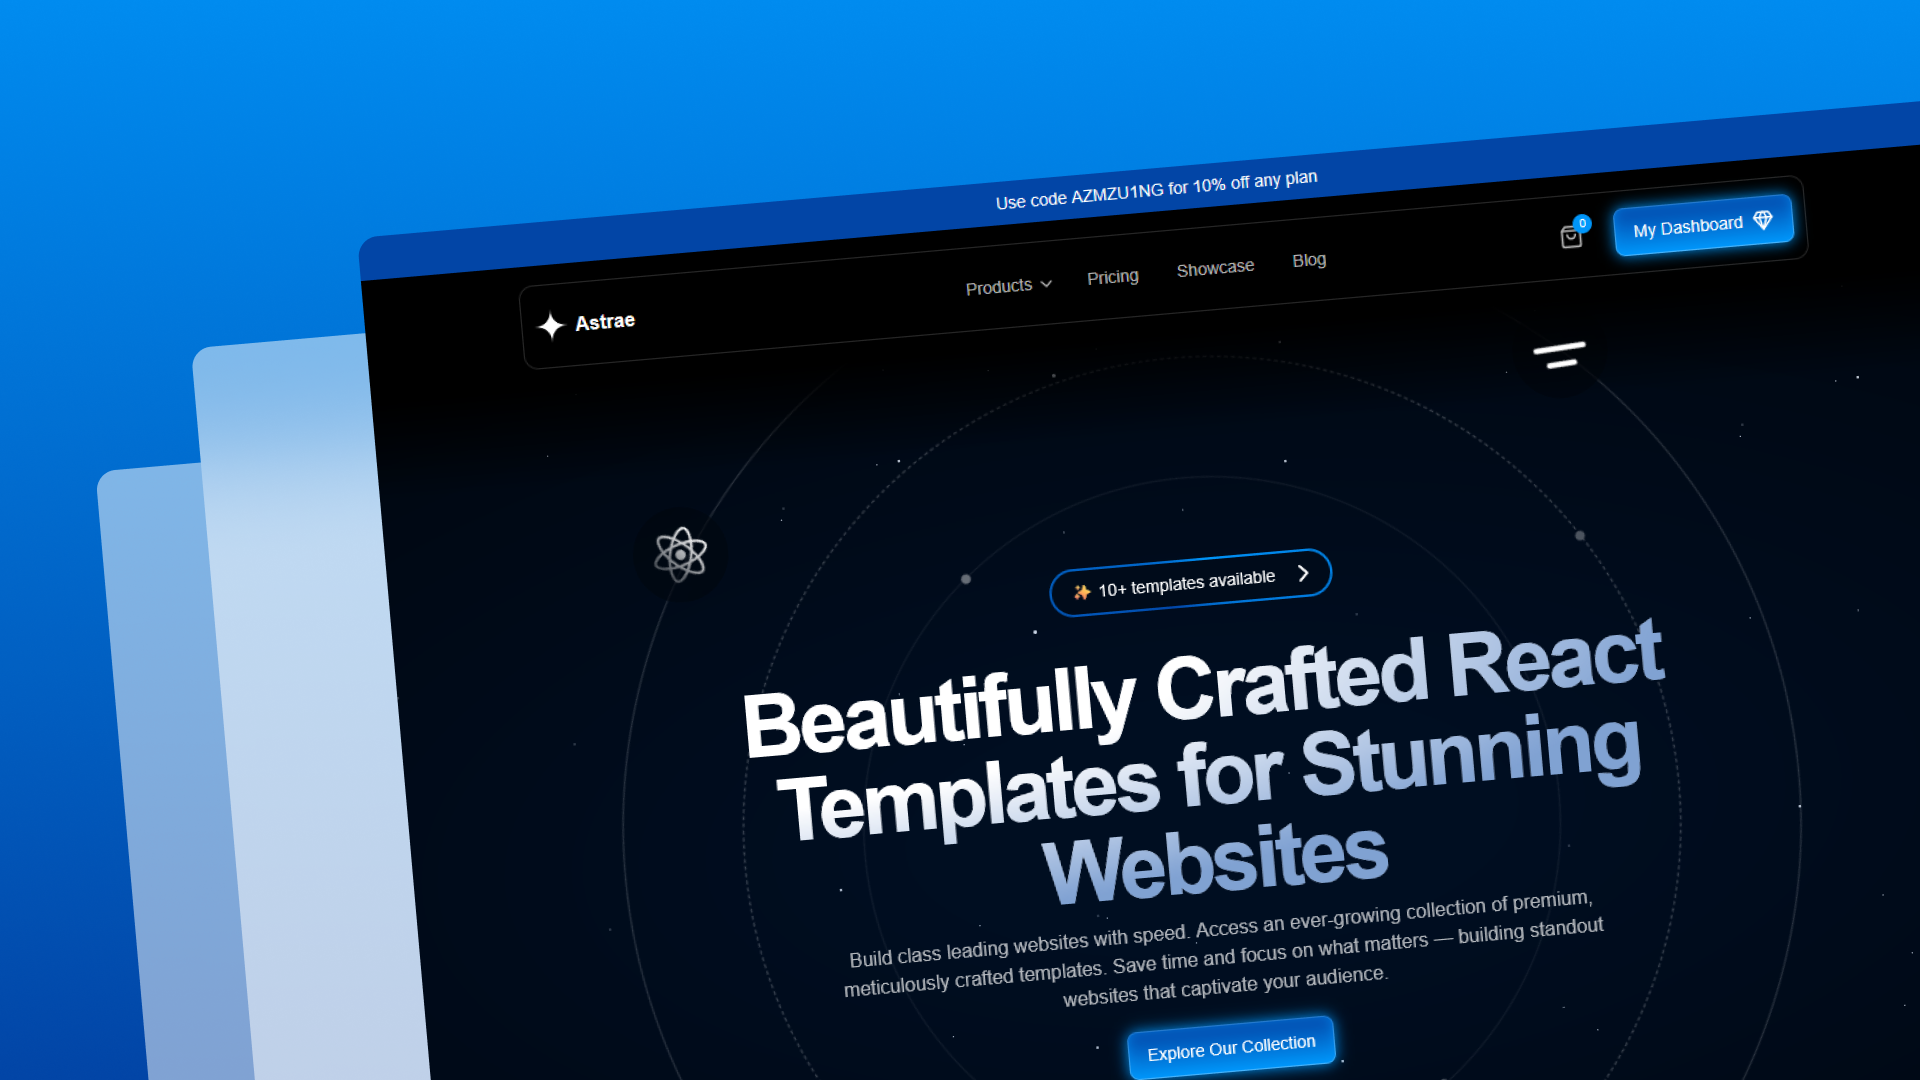 Use code AZMZU1NG for 10% off any plan
Astrae
Products
Pricing
Showcase
Blog
0
My Dashboard
✨ 10+ templates available
Beautifully Crafted React
Templates for Stunning
Websites
Build class leading websites with speed. Access an ever-growing collection of premium,
meticulously crafted templates. Save time and focus on what matters — building standout
websites that captivate your audience.
Explore Our Collection